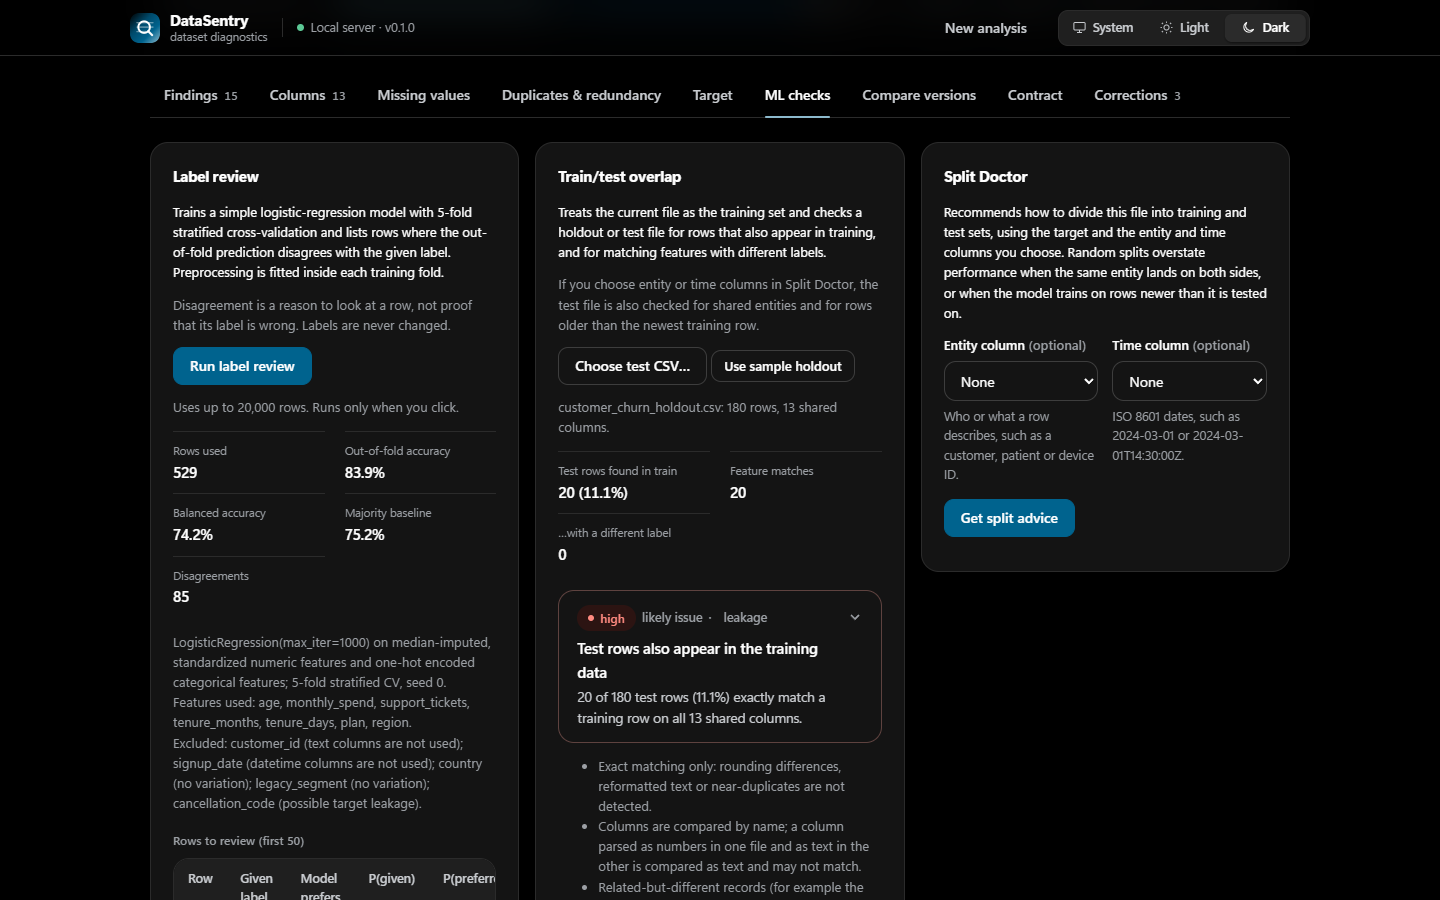 DataSentry
dataset diagnostics
Local server · v0.1.0
New analysis
System
Light
Dark
Findings 15
Columns 13
Missing values
Duplicates & redundancy
Target
ML checks
Compare versions
Contract
Corrections 3
Label review
Trains a simple logistic-regression model with 5-fold
stratified cross-validation and lists rows where the out-
of-fold prediction disagrees with the given label.
Preprocessing is fitted inside each training fold.
Disagreement is a reason to look at a row, not proof
that its label is wrong. Labels are never changed.
Run label review
Uses up to 20,000 rows. Runs only when you click.
Rows used
529
Out-of-fold accuracy
83.9%
Balanced accuracy
74.2%
Majority baseline
75.2%
Disagreements
85
LogisticRegression(max_iter=1000) on median-imputed,
standardized numeric features and one-hot encoded
categorical features; 5-fold stratified CV, seed 0.
Features used: age, monthly_spend, support_tickets,
tenure_months, tenure_days, plan, region.
Excluded: customer_id (text columns are not used);
signup_date (datetime columns are not used); country
(no variation); legacy_segment (no variation);
cancellation_code (possible target leakage).
Rows to review (first 50)
Row
Given
label
Model
prefers
P(given)
P(preferr
Train/test overlap
Treats the current file as the training set and checks a
holdout or test file for rows that also appear in training,
and for matching features with different labels.
If you choose entity or time columns in Split Doctor, the
test file is also checked for shared entities and for rows
older than the newest training row.
Choose test CSV...
Use sample holdout
customer_churn_holdout.csv: 180 rows, 13 shared
columns.
Test rows found in train
20 (11.1%)
Feature matches
20
...with a different label
0
high
likely issue ·
leakage
Test rows also appear in the training
data
20 of 180 test rows (11.1%) exactly match a
training row on all 13 shared columns.
• Exact matching only: rounding differences,
reformatted text or near-duplicates are not
detected.
• Columns are compared by name; a column
parsed as numbers in one file and as text in the
other is compared as text and may not match.
• Related-but-different records (for example the
Split Doctor
Recommends how to divide this file into training and
test sets, using the target and the entity and time
columns you choose. Random splits overstate
performance when the same entity lands on both sides,
or when the model trains on rows newer than it is tested
on.
Entity column (optional)
None
Who or what a row
describes, such as a
customer, patient or device
ID.
Time column (optional)
None
ISO 8601 dates, such as
2024-03-01 or 2024-03-
01T14:30:00Z.
Get split advice